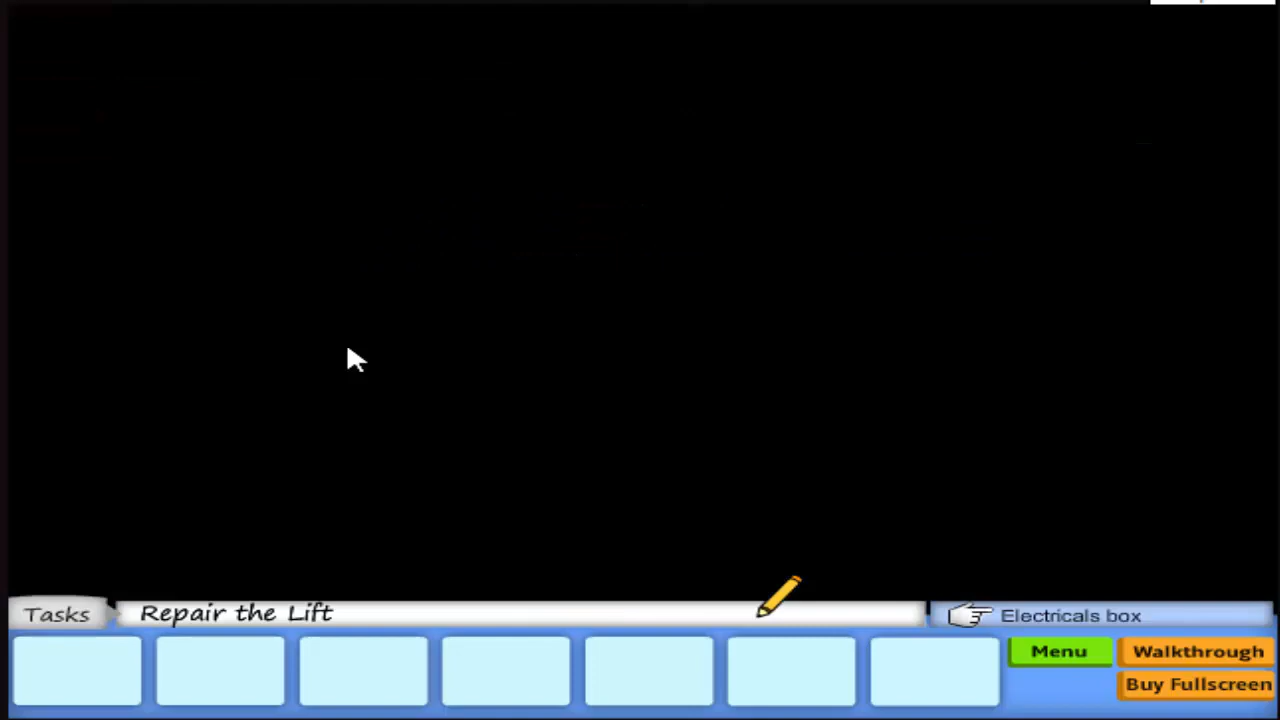 Tasks
Repair the Lift
Electricals box
Menu
Walkthrough
Buy Fullscreen